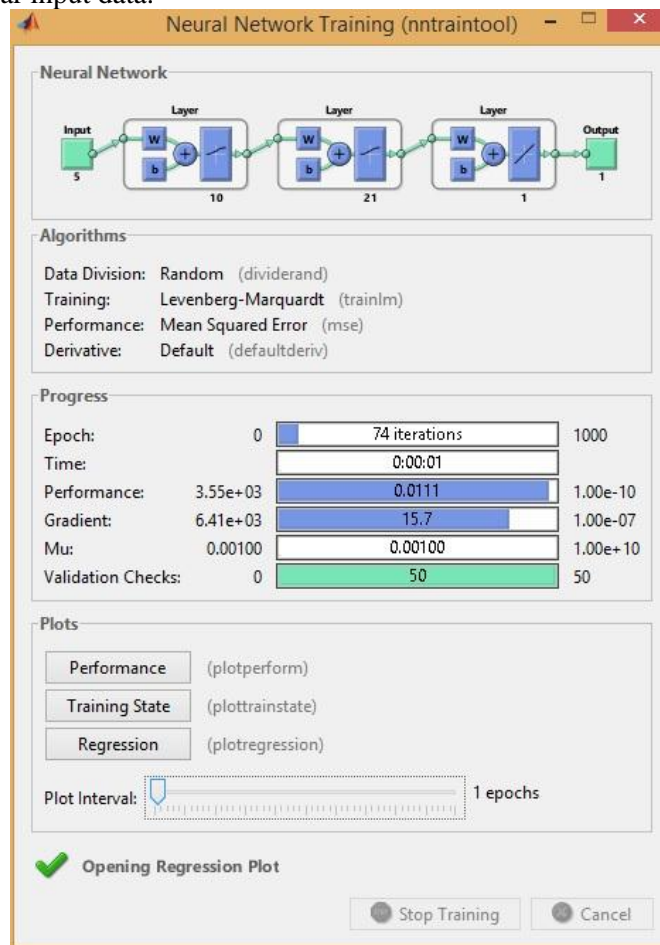 al input data.
Neural Network Training (nntraintool)
Neural Network
Layer Layer Layer
Input Output
W W W
b b b
5 10 21 1 1
Algorithms
Data Division: Random (dividerand)
Training: Levenberg-Marquardt (trainlm)
Performance: Mean Squared Error (mse)
Derivative: Default (defaultderiv)
Progress
Epoch: 0 74 iterations 1000
Time: 0:00:01
Performance: 3.55e+03 0.0111 1.00e-10
Gradient: 6.41e+03 15.7 1.00e-07
Mu: 0.00100 0.00100 1.00e+10
Validation Checks: 0 50 50
Plots
Performance (plotperform)
Training State (plottrainstate)
Regression (plotregression)
Plot Interval: 1 epochs
Opening Regression Plot
Stop Training Cancel